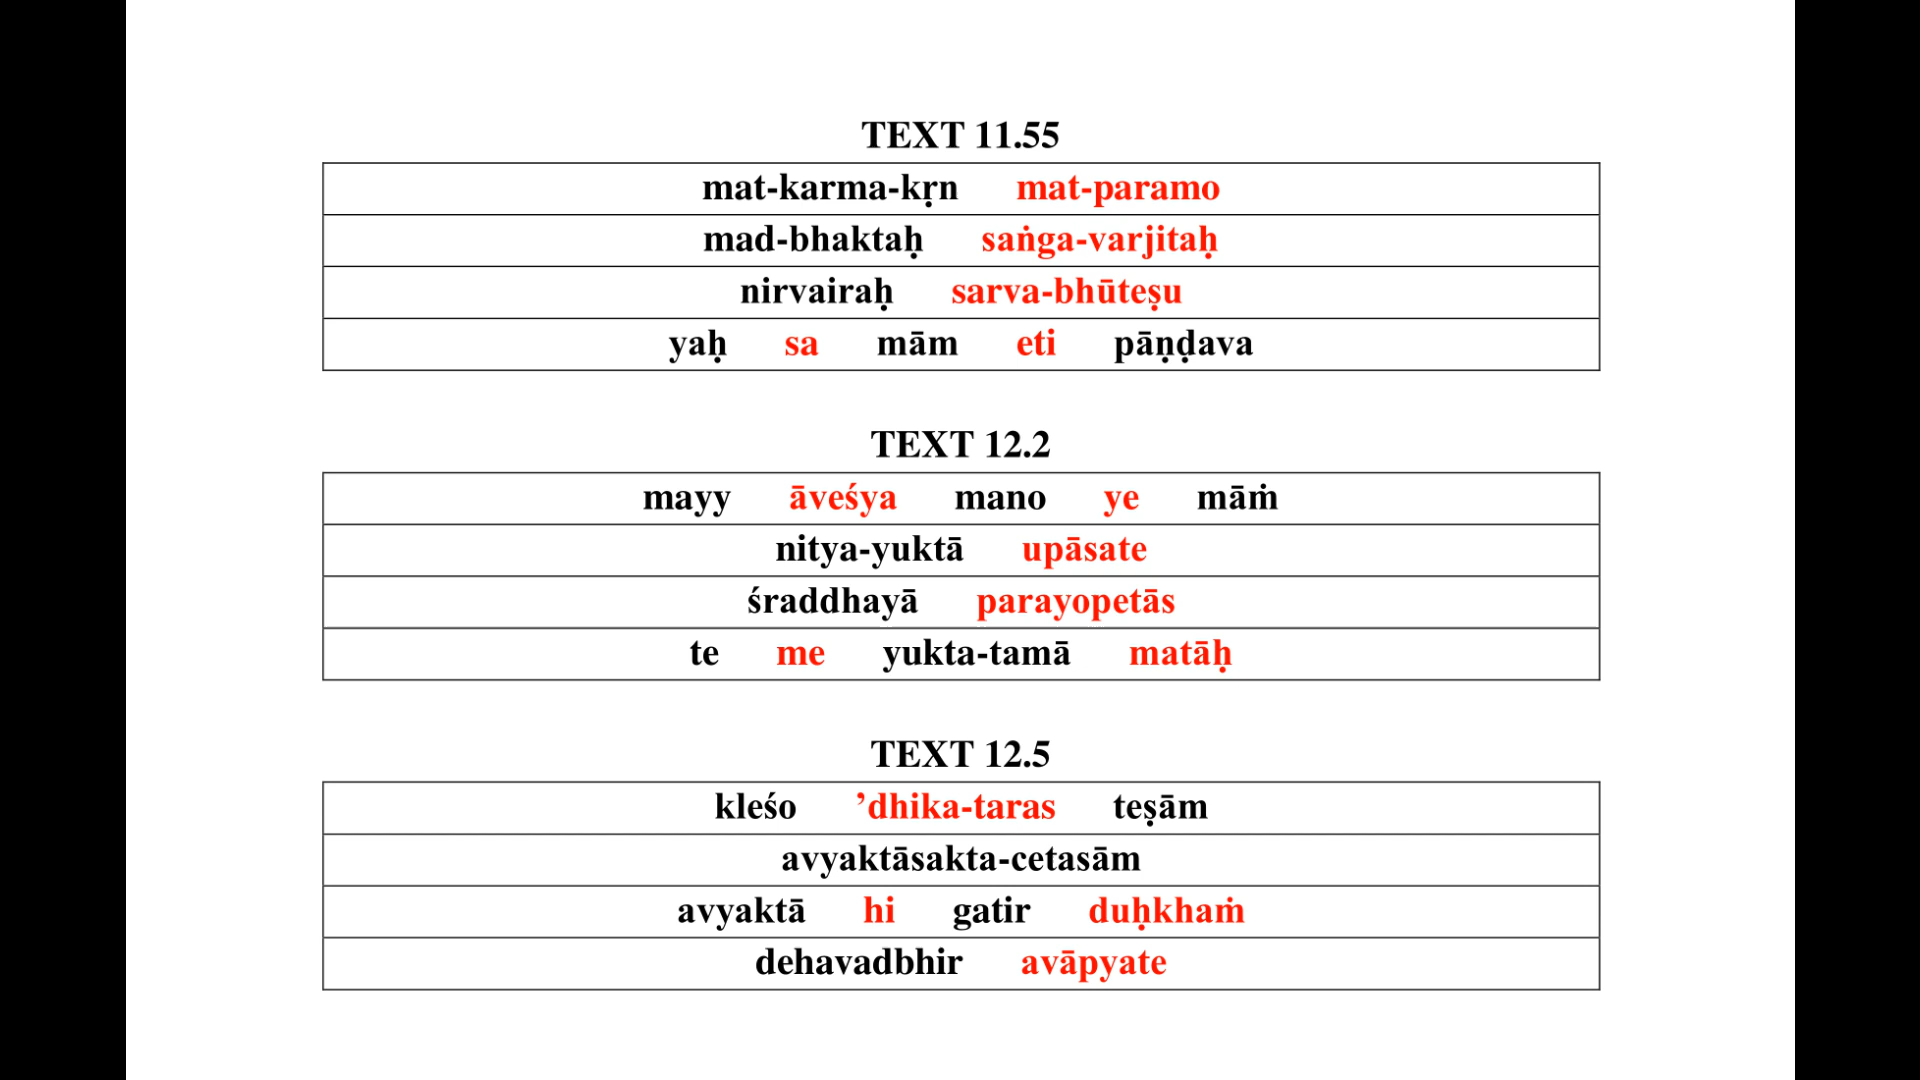 TEXT 11.55
mat-karma-kṛn mat-paramo
mad-bhaktaḥ saṅga-varjitaḥ
nirvairaḥ sarva-bhūteṣu
yaḥ sa mām eti pāṇḍava
TEXT 12.2
mayy āveśya mano ye māṁ
nitya-yuktā upāsate
śraddhayā parayopetās
te me yukta-tamā matāḥ
TEXT 12.5
kleśo ’dhika-taras teṣām
avyaktāsakta-cetasām
avyaktā hi gatir duḥkhaṁ
dehavadbhir avāpyate